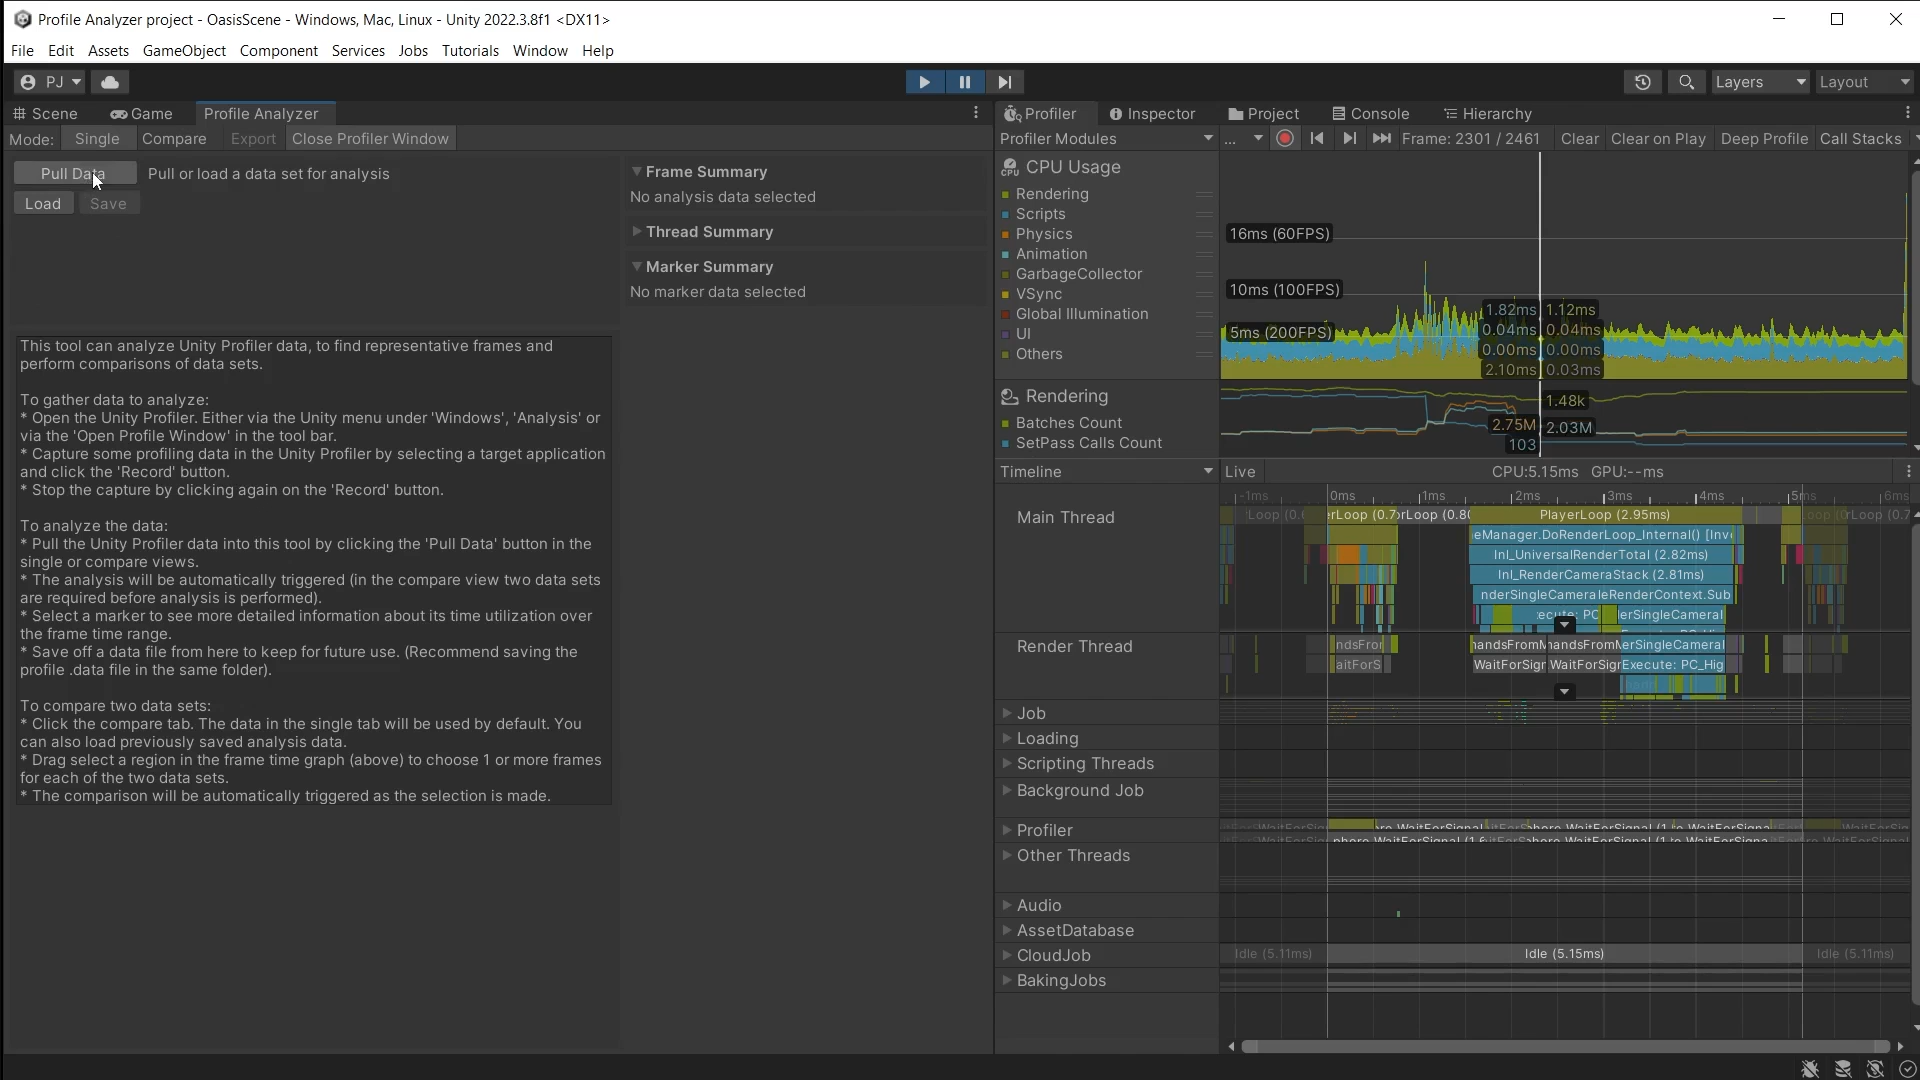 Profile Analyzer project - OasisScene - Windows, Mac, Linux - Unity 2022.3.8f1 <DX11>
File Edit Assets GameObject Component Services Jobs Tutorials Window Help
PJ
Layers
Layout
Scene
Game
Profile Analyzer
Mode:
Single
Compare
Export
Close Profiler Window
Pull Data
Pull or load a data set for analysis
Load
Save
Frame Summary
No analysis data selected
Thread Summary
Marker Summary
No marker data selected
This tool can analyze Unity Profiler data, to find representative frames and
perform comparisons of data sets.
To gather data to analyze:
* Open the Unity Profiler. Either via the Unity menu under 'Windows', 'Analysis' or
via the 'Open Profile Window' in the tool bar.
* Capture some profiling data in the Unity Profiler by selecting a target application
and click the 'Record' button.
* Stop the capture by clicking again on the 'Record' button.
To analyze the data:
* Pull the Unity Profiler data into this tool by clicking the 'Pull Data' button in the
single or compare views.
* The analysis will be automatically triggered (in the compare view two data sets
are required before analysis is performed).
* Select a marker to see more detailed information about its time utilization over
the frame time range.
* Save off a data file from here to keep for future use. (Recommend saving the
profile .data file in the same folder).
To compare two data sets:
* Click the compare tab. The data in the single tab will be used by default. You
can also load previously saved analysis data.
* Drag select a region in the frame time graph (above) to choose 1 or more frames
for each of the two data sets.
* The comparison will be automatically triggered as the selection is made.
Profiler
Inspector
Project
Console
Hierarchy
Profiler Modules
...
Frame: 2301 / 2461
Clear
Clear on Play
Deep Profile
Call Stacks
CPU Usage
Rendering
Scripts
Physics
Animation
GarbageCollector
VSync
Global Illumination
UI
Others
16ms (60FPS)
10ms (100FPS)
5ms (200FPS)
1.82ms 1.12ms
0.04ms 0.04ms
0.00ms 0.00ms
2.10ms 0.03ms
Rendering
Batches Count
SetPass Calls Count
1.48k
2.75M 2.03M
103
Timeline
Live
CPU:5.15ms GPU:--ms
-1ms 0ms 1ms 2ms 3ms 4ms 5ms 6ms
Main Thread
PlayerLoop (2.95ms)
eManager.DoRenderLoop_Internal() [Inv
Inl_UniversalRenderTotal (2.82ms)
Inl_RenderCameraStack (2.81ms)
nderSingleCamera leRenderContext.Sub
ecute: PC erSingleCameral
Render Thread
ndsFror handsFromM handsFromM erSingleCameral
aitForS WaitForSigr WaitForSigr Execute: PC_Hig
Job
Loading
Scripting Threads
Background Job
Profiler
Other Threads
Audio
AssetDatabase
CloudJob
Idle (5.11ms) Idle (5.15ms) Idle (5.11ms)
BakingJobs